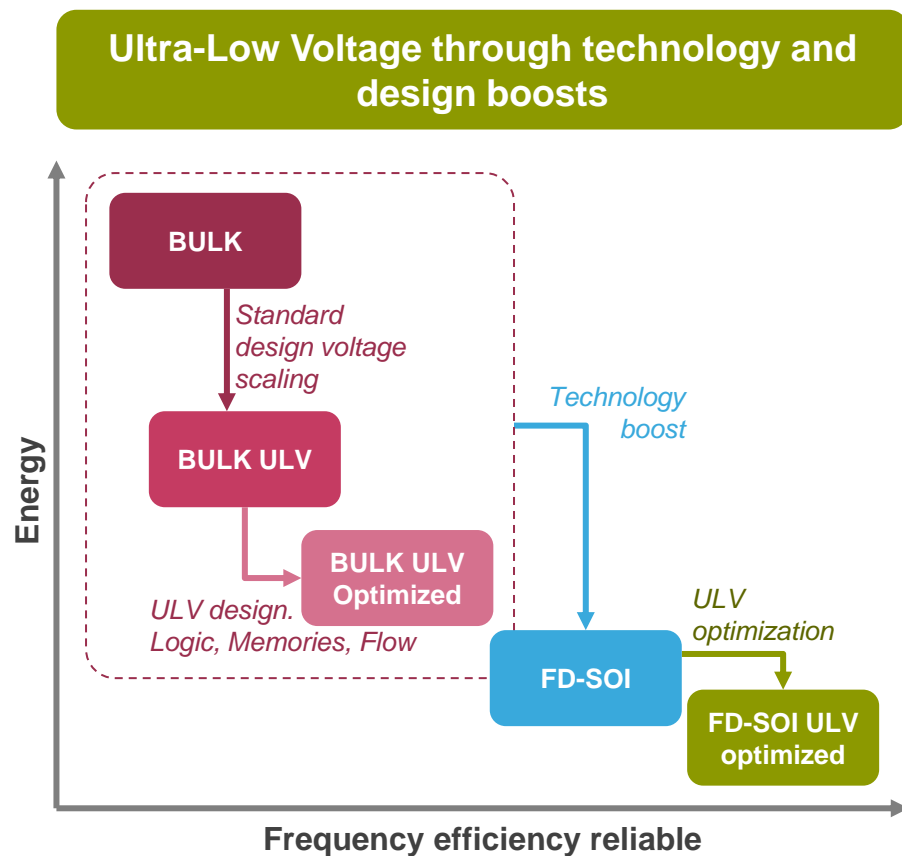 Ultra-Low Voltage through technology and
design boosts
BULK
Standard
design voltage
scaling
Technology
boost
BULK ULV
Energy
BULK ULV
Optimized
ULV design.
Logic, Memories, Flow
ULV
optimization
FD-SOI
FD-SOI ULV
optimized
Frequency efficiency reliable